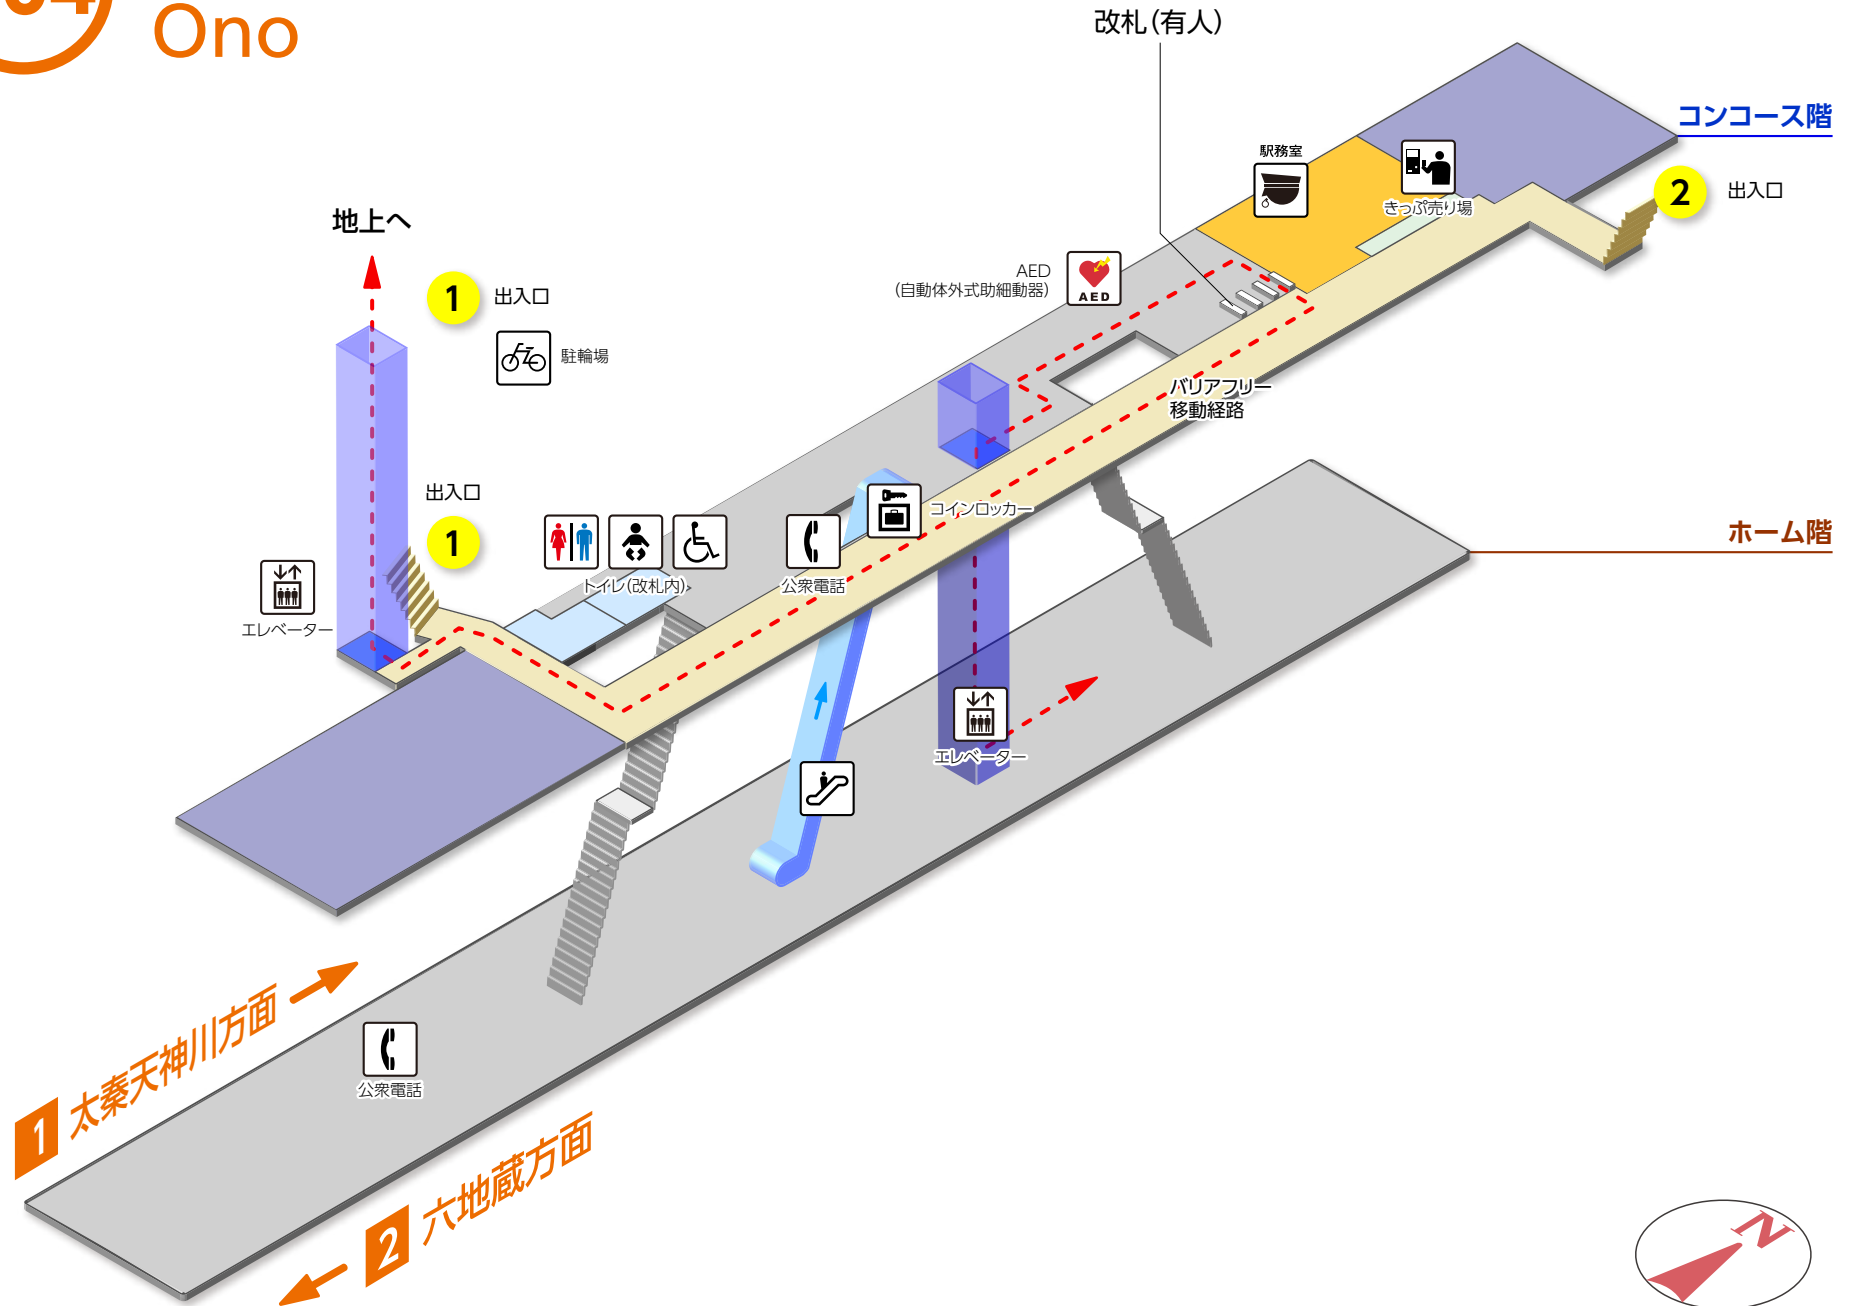 04
Ono
改札(有人)
コンコース階
駅務室
きっぷ売り場
2
出入口
地上へ
AED
(自動体外式助細動器)
AED
1
出入口
駐輪場
バリアフリー
移動経路
出入口
1
コインロッカー
ホーム階
エレベーター
トイレ(改札内)
公衆電話
エレベーター
1 太秦天神川方面
公衆電話
2 六地蔵方面
N